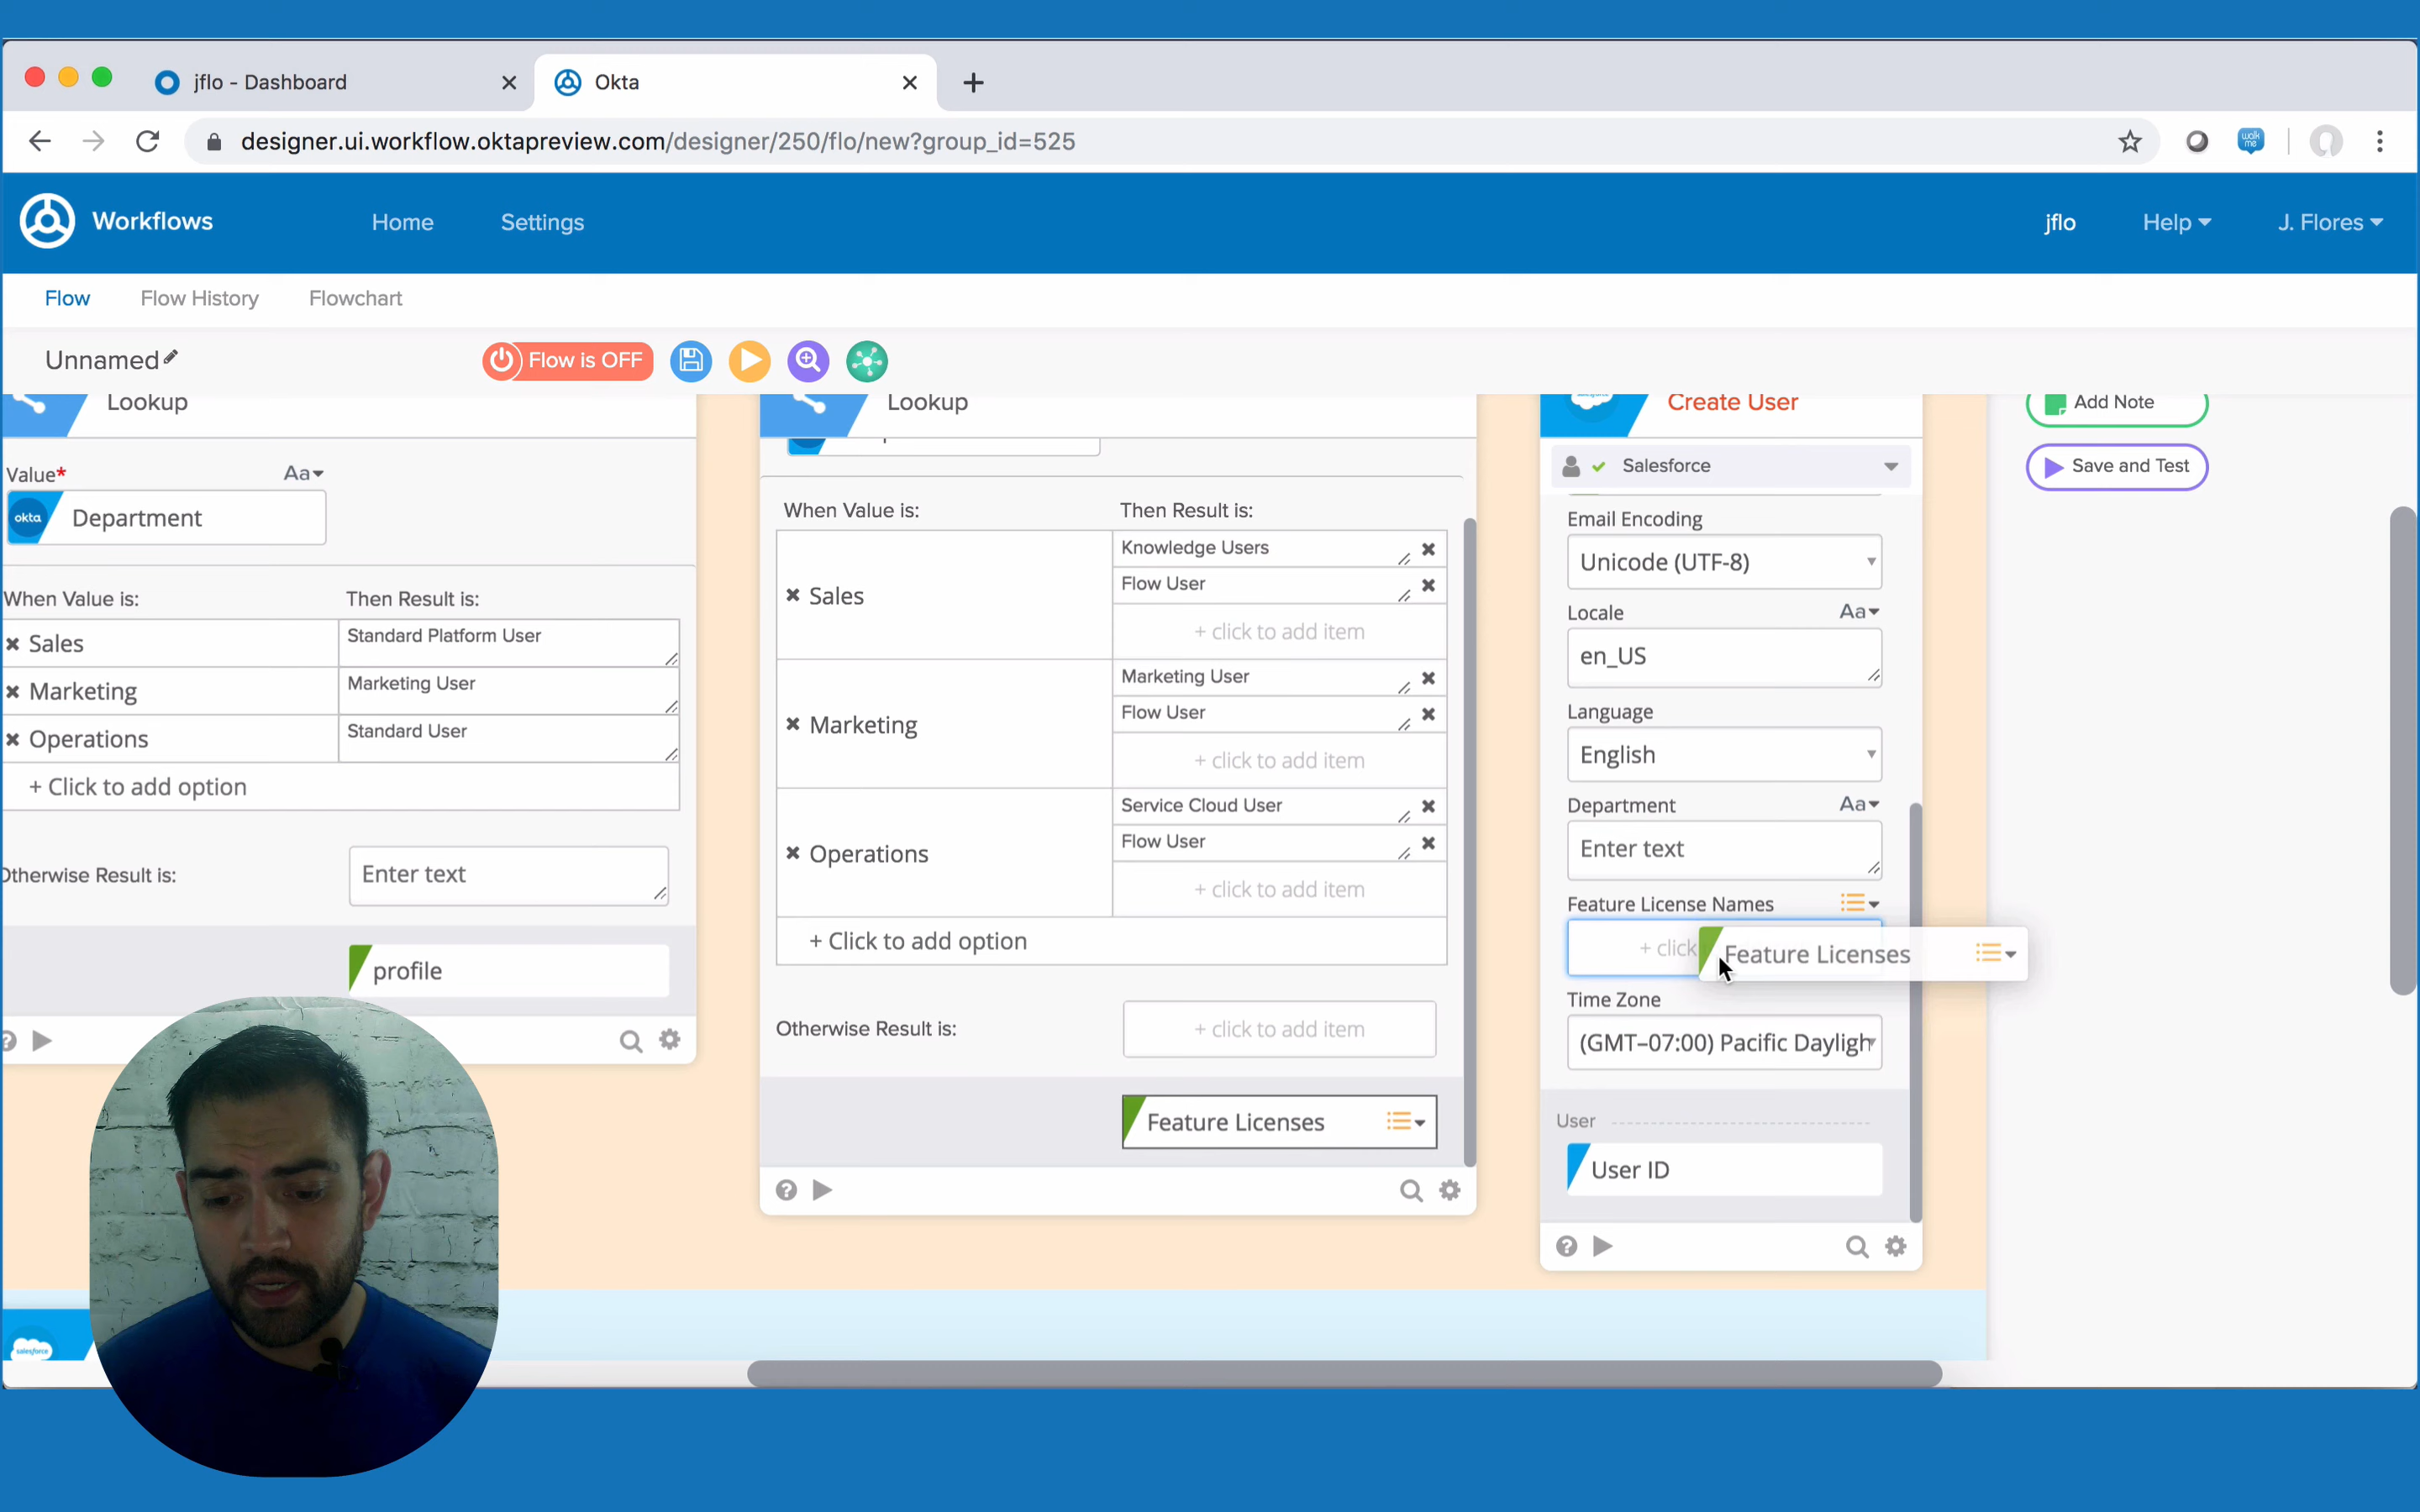 jflo - Dashboard
Okta
designer.ui.workflow.oktapreview.com/designer/250/flo/new?group_id=525
walk
me
Workflows
Home
Settings
jflo
Help
J. Flores
Flow
Flow History
Flowchart
Unnamed
Flow is OFF
Lookup
Value*
Aa
okta
Department
When Value is:
Then Result is:
Sales
Standard Platform User
Marketing
Marketing User
Operations
Standard User
+ Click to add option
Otherwise Result is:
Enter text
profile
salesforce
Lookup
When Value is:
Then Result is:
Sales
Knowledge Users
Flow User
+ click to add item
Marketing
Marketing User
Flow User
+ click to add item
Operations
Service Cloud User
Flow User
+ click to add item
+ Click to add option
Otherwise Result is:
+ click to add item
Feature Licenses
Create User
Salesforce
Email Encoding
Unicode (UTF-8)
Locale
Aa
en_US
Language
English
Department
Aa
Enter text
Feature License Names
+ click
Feature Licenses
Time Zone
(GMT–07:00) Pacific Dayligh
User
User ID
Add Note
Save and Test